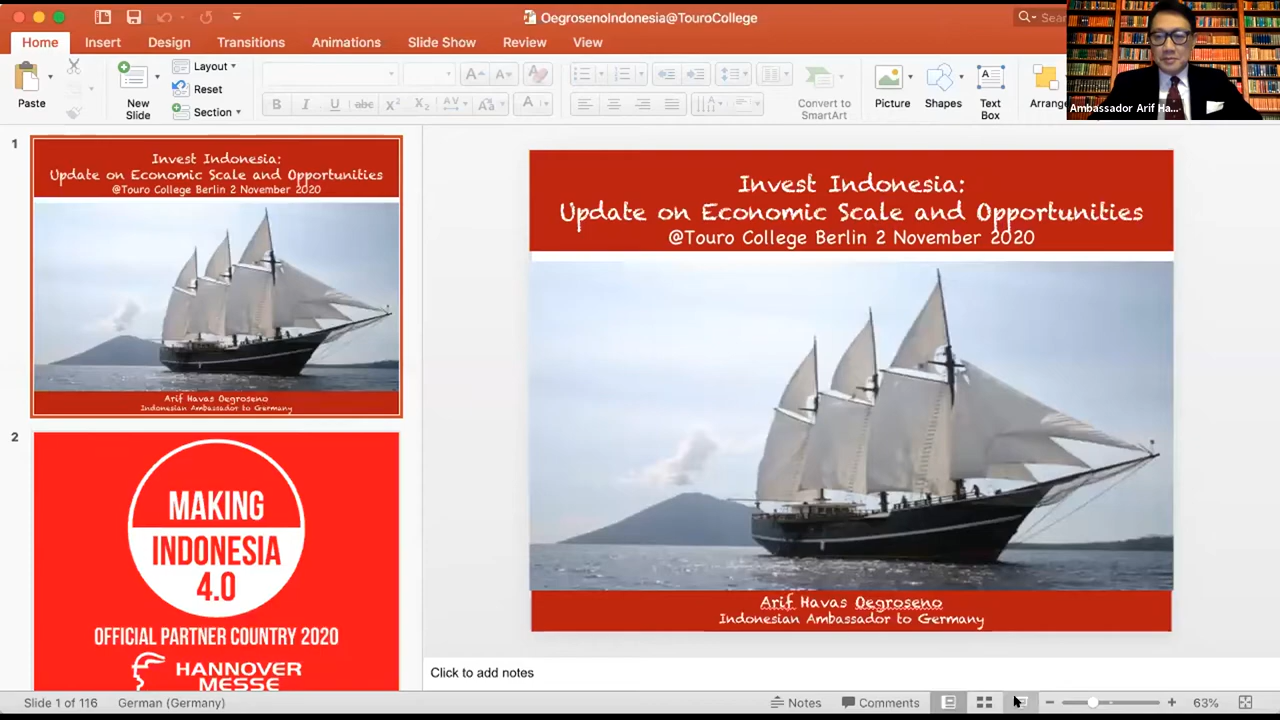 OegrosenoIndonesia@TouroCollege
Home
Insert
Design
Transitions
Animations
Slide Show
Review
View
Paste
New
Slide
Layout
Reset
Section
Convert to
SmartArt
Picture
Shapes
Text
Box
Arrange
Ambassador Arif Ha...
1
Invest Indonesia:
Update on Economic Scale and Opportunities
@Touro College Berlin 2 November 2020
Arif Havas Oegroseno
Indonesian Ambassador to Germany
2
MAKING
INDONESIA
4.0
OFFICIAL PARTNER COUNTRY 2020
HANNOVER
MESSE
Invest Indonesia:
Update on Economic Scale and Opportunities
@Touro College Berlin 2 November 2020
Arif Havas Oegroseno
Indonesian Ambassador to Germany
Click to add notes
Slide 1 of 116
German (Germany)
Notes
Comments
63%